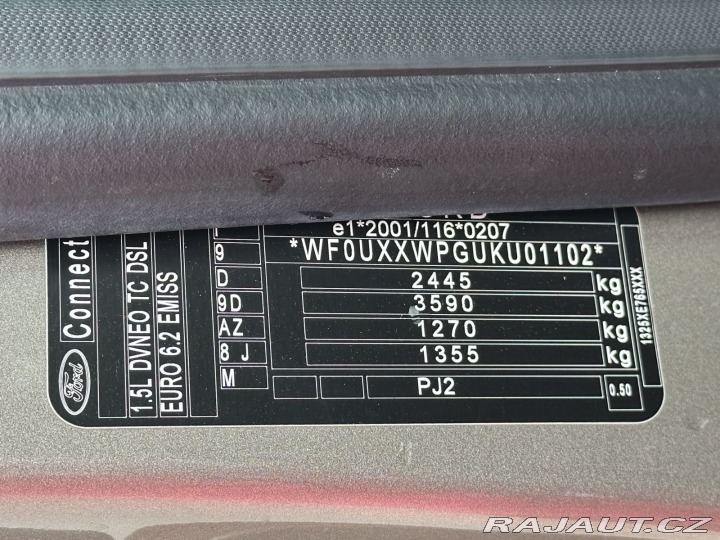 e1*2001/116*0207
9 *WF0UXXWPGUKU01102*
D 2445 kg
9D 3590 kg
AZ 1270
8 J 1355 kg
M PJ2 0.50
Connect
1.5L DVNEO TC DSL
EURO 6.2 EMISS
Ford
1325XE765XXX
RAJAUT.CZ